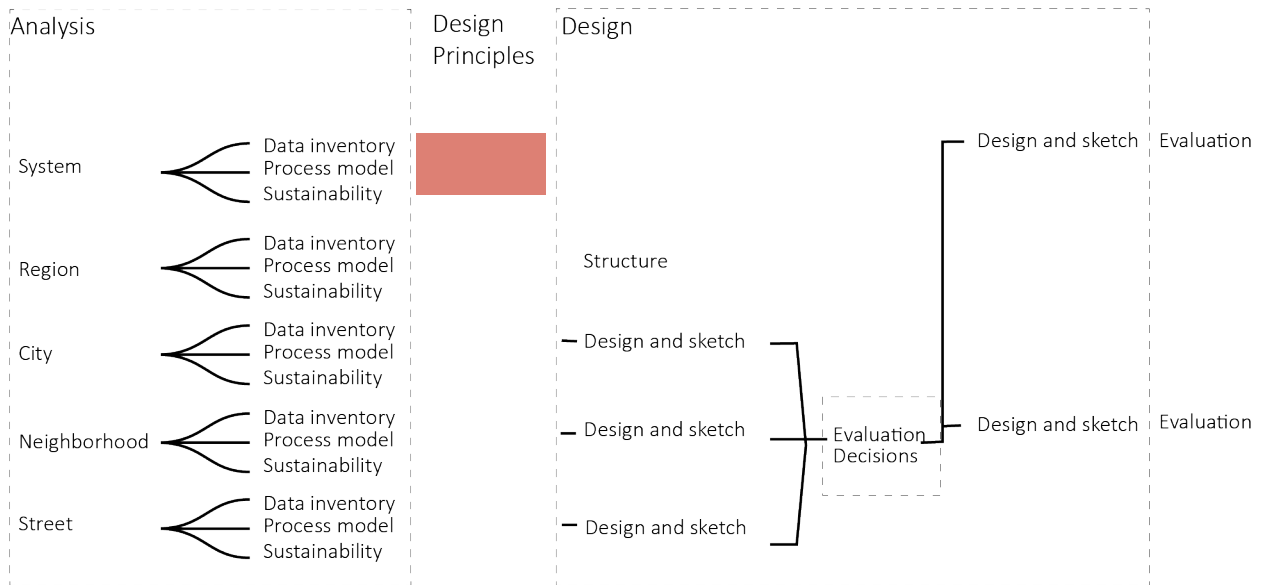 Analysis
Design
Principles
Design
System
Data inventory
Process model
Sustainability
Region
Data inventory
Process model
Sustainability
City
Data inventory
Process model
Sustainability
Neighborhood
Data inventory
Process model
Sustainability
Street
Data inventory
Process model
Sustainability
Structure
Design and sketch
Design and sketch
Design and sketch
Evaluation
Decisions
Design and sketch
Evaluation
Design and sketch
Evaluation